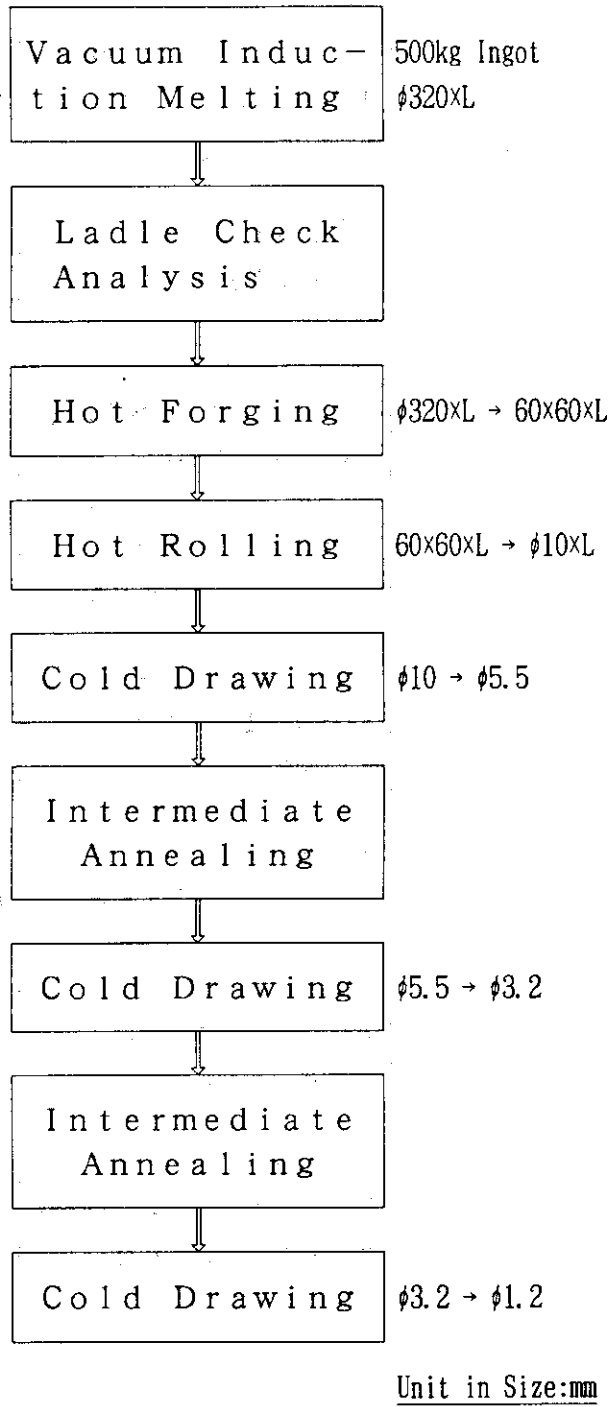 Vacuum Induc-
tion Melting
500kg Ingot
φ320×L
Ladle Check
Analysis
Hot Forging
φ320×L → 60×60×L
Hot Rolling
60×60×L → φ10×L
Cold Drawing
φ10 → φ5.5
Intermediate
Annealing
Cold Drawing
φ5.5 → φ3.2
Intermediate
Annealing
Cold Drawing
φ3.2 → φ1.2
Unit in Size:mm